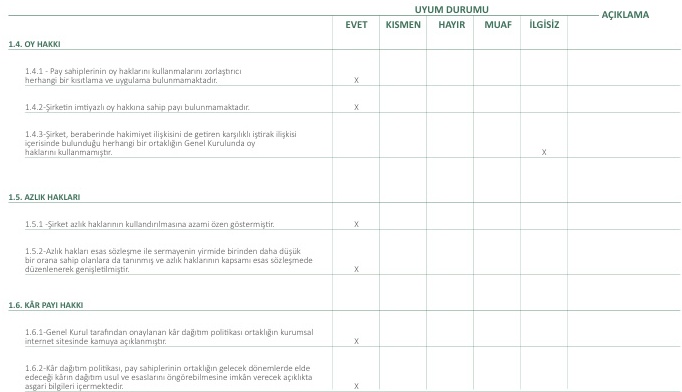 UYUM DURUMU
AÇIKLAMA
EVET KISMEN HAYIR MUAF İLGİSİZ
1.4. OY HAKKI
1.4.1 - Pay sahiplerinin oy haklarını kullanmalarını zorlaştırıcı
herhangi bir kısıtlama ve uygulama bulunmamaktadır. X
1.4.2-Şirketin imtiyazlı oy hakkına sahip payı bulunmamaktadır. X
1.4.3-Şirket, beraberinde hakimiyet ilişkisini de getiren karşılıklı iştirak ilişkisi
içerisinde bulunduğu herhangi bir ortaklığın Genel Kurulunda oy
haklarını kullanmamıştır. X
1.5. AZLIK HAKLARI
1.5.1 -Şirket azlık haklarının kullandırılmasına azami özen göstermiştir. X
1.5.2-Azlık hakları esas sözleşme ile sermayenin yirmide birinden daha düşük
bir orana sahip olanlara da tanınmış ve azlık haklarının kapsamı esas sözleşmede
düzenlenerek genişletilmiştir. X
1.6. KÂR PAYI HAKKI
1.6.1-Genel Kurul tarafından onaylanan kâr dağıtım politikası ortaklığın kurumsal
internet sitesinde kamuya açıklanmıştır. X
1.6.2-Kâr dağıtım politikası, pay sahiplerinin ortaklığın gelecek dönemlerde elde
edeceği kârın dağıtım usul ve esaslarını öngörebilmesine imkân verecek açıklıkta
asgari bilgileri içermektedir. X